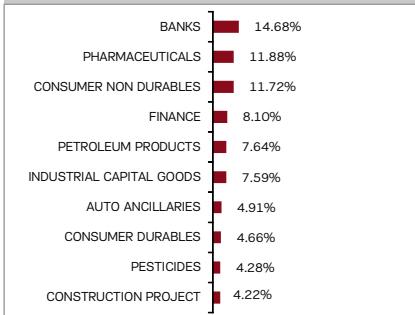 BANKS 14.68%
PHARMACEUTICALS 11.88%
CONSUMER NON DURABLES 11.72%
FINANCE 8.10%
PETROLEUM PRODUCTS 7.64%
INDUSTRIAL CAPITAL GOODS 7.59%
AUTO ANCILLARIES 4.91%
CONSUMER DURABLES 4.66%
PESTICIDES 4.28%
CONSTRUCTION PROJECT 4.22%